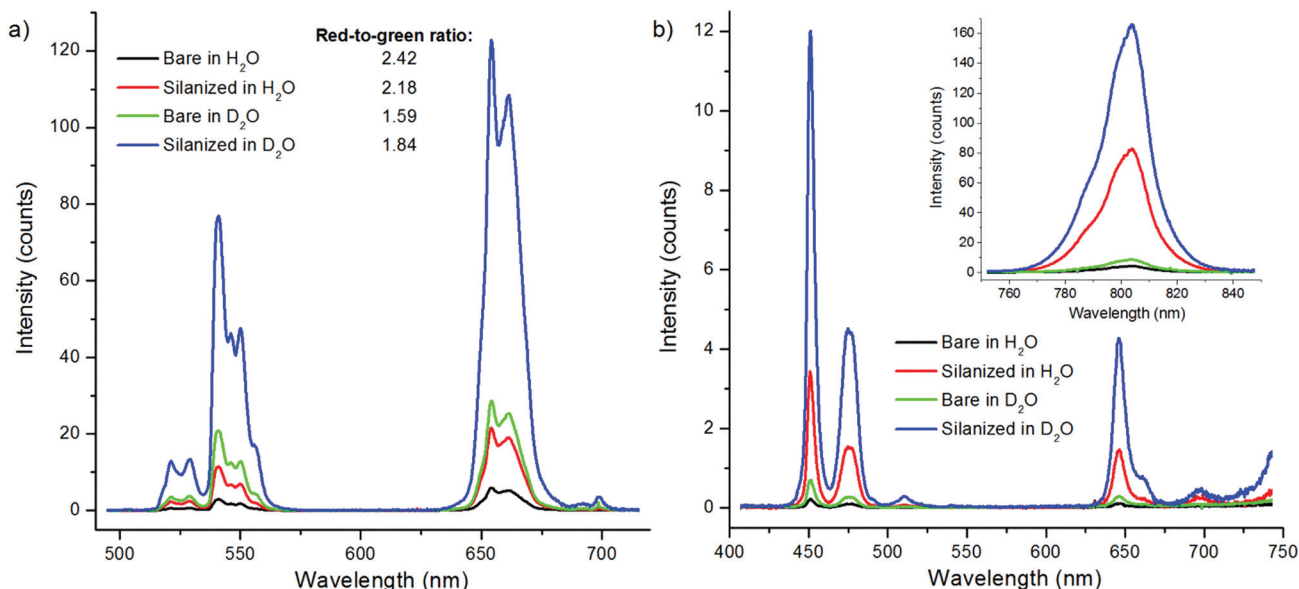 a)
Red-to-green ratio:
Bare in H₂O 2.42
Silanized in H₂O 2.18
Bare in D₂O 1.59
Silanized in D₂O 1.84
120
100
80
60
40
20
0
Intensity (counts)
500 550 600 650 700
Wavelength (nm)
b)
12
10
8
6
4
2
0
Intensity (counts)
160
140
120
100
80
60
40
20
0
Intensity (counts)
760 780 800 820 840
Wavelength (nm)
Bare in H₂O
Silanized in H₂O
Bare in D₂O
Silanized in D₂O
400 450 500 550 600 650 700 750
Wavelength (nm)